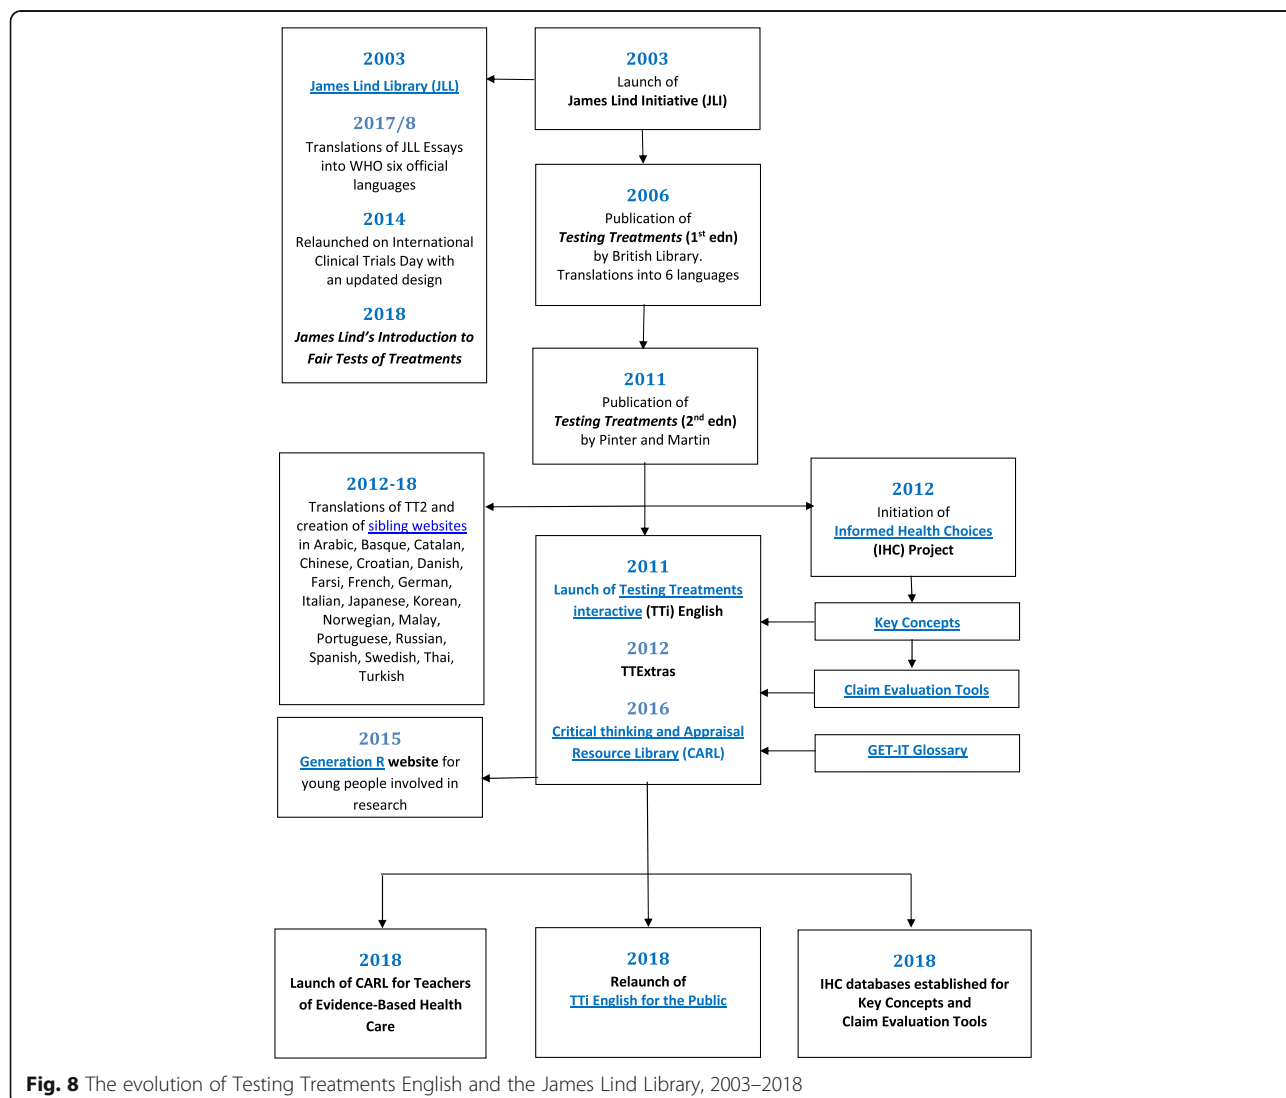 2003
James Lind Library (JLL)
2017/8
Translations of JLL Essays
into WHO six official
languages
2014
Relaunched on International
Clinical Trials Day with
an updated design
2018
James Lind’s Introduction to
Fair Tests of Treatments
2003
Launch of
James Lind Initiative (JLI)
2006
Publication of
Testing Treatments (1st edn)
by British Library.
Translations into 6 languages
2011
Publication of
Testing Treatments (2nd edn)
by Pinter and Martin
2012-18
Translations of TT2 and
creation of sibling websites
in Arabic, Basque, Catalan,
Chinese, Croatian, Danish,
Farsi, French, German,
Italian, Japanese, Korean,
Norwegian, Malay,
Portuguese, Russian,
Spanish, Swedish, Thai,
Turkish
2012
Initiation of
Informed Health Choices
(IHC) Project
2011
Launch of Testing Treatments
interactive (TTi) English
2012
TTExtras
2016
Critical thinking and Appraisal
Resource Library (CARL)
Key Concepts
Claim Evaluation Tools
GET-IT Glossary
2015
Generation R website for
young people involved in
research
2018
Launch of CARL for Teachers
of Evidence-Based Health
Care
2018
Relaunch of
TTi English for the Public
2018
IHC databases established for
Key Concepts and
Claim Evaluation Tools
Fig. 8 The evolution of Testing Treatments English and the James Lind Library, 2003–2018